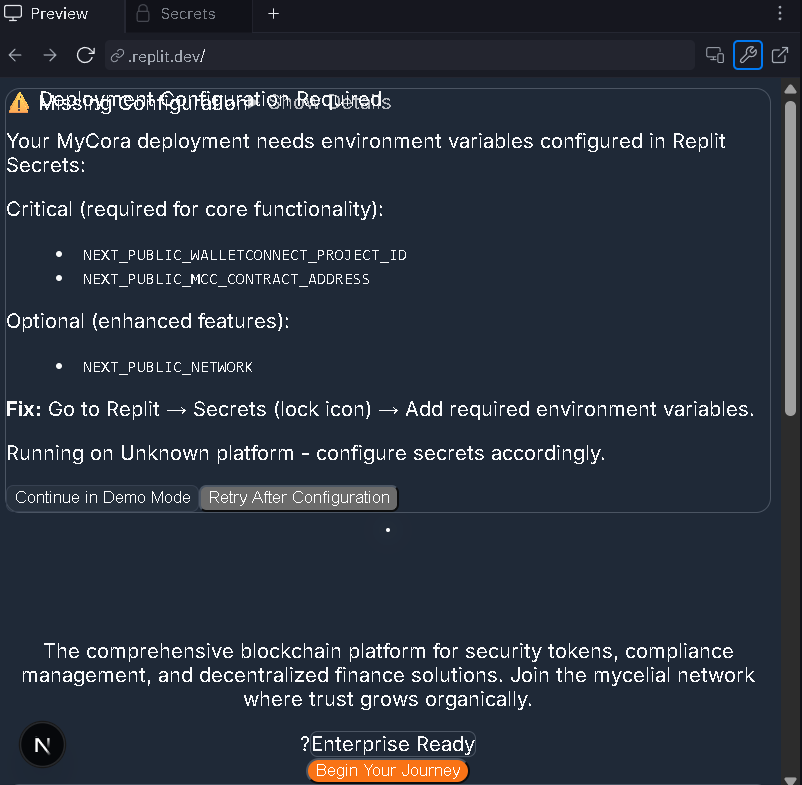 Preview
Secrets
.replit.dev/
Deployment Configuration Required
Missing Configuration
Show Details
Your MyCora deployment needs environment variables configured in Replit
Secrets:
Critical (required for core functionality):
• NEXT_PUBLIC_WALLETCONNECT_PROJECT_ID
• NEXT_PUBLIC_MCC_CONTRACT_ADDRESS
Optional (enhanced features):
• NEXT_PUBLIC_NETWORK
Fix: Go to Replit → Secrets (lock icon) → Add required environment variables.
Running on Unknown platform - configure secrets accordingly.
Continue in Demo Mode
Retry After Configuration
The comprehensive blockchain platform for security tokens, compliance
management, and decentralized finance solutions. Join the mycelial network
where trust grows organically.
N
?Enterprise Ready
Begin Your Journey